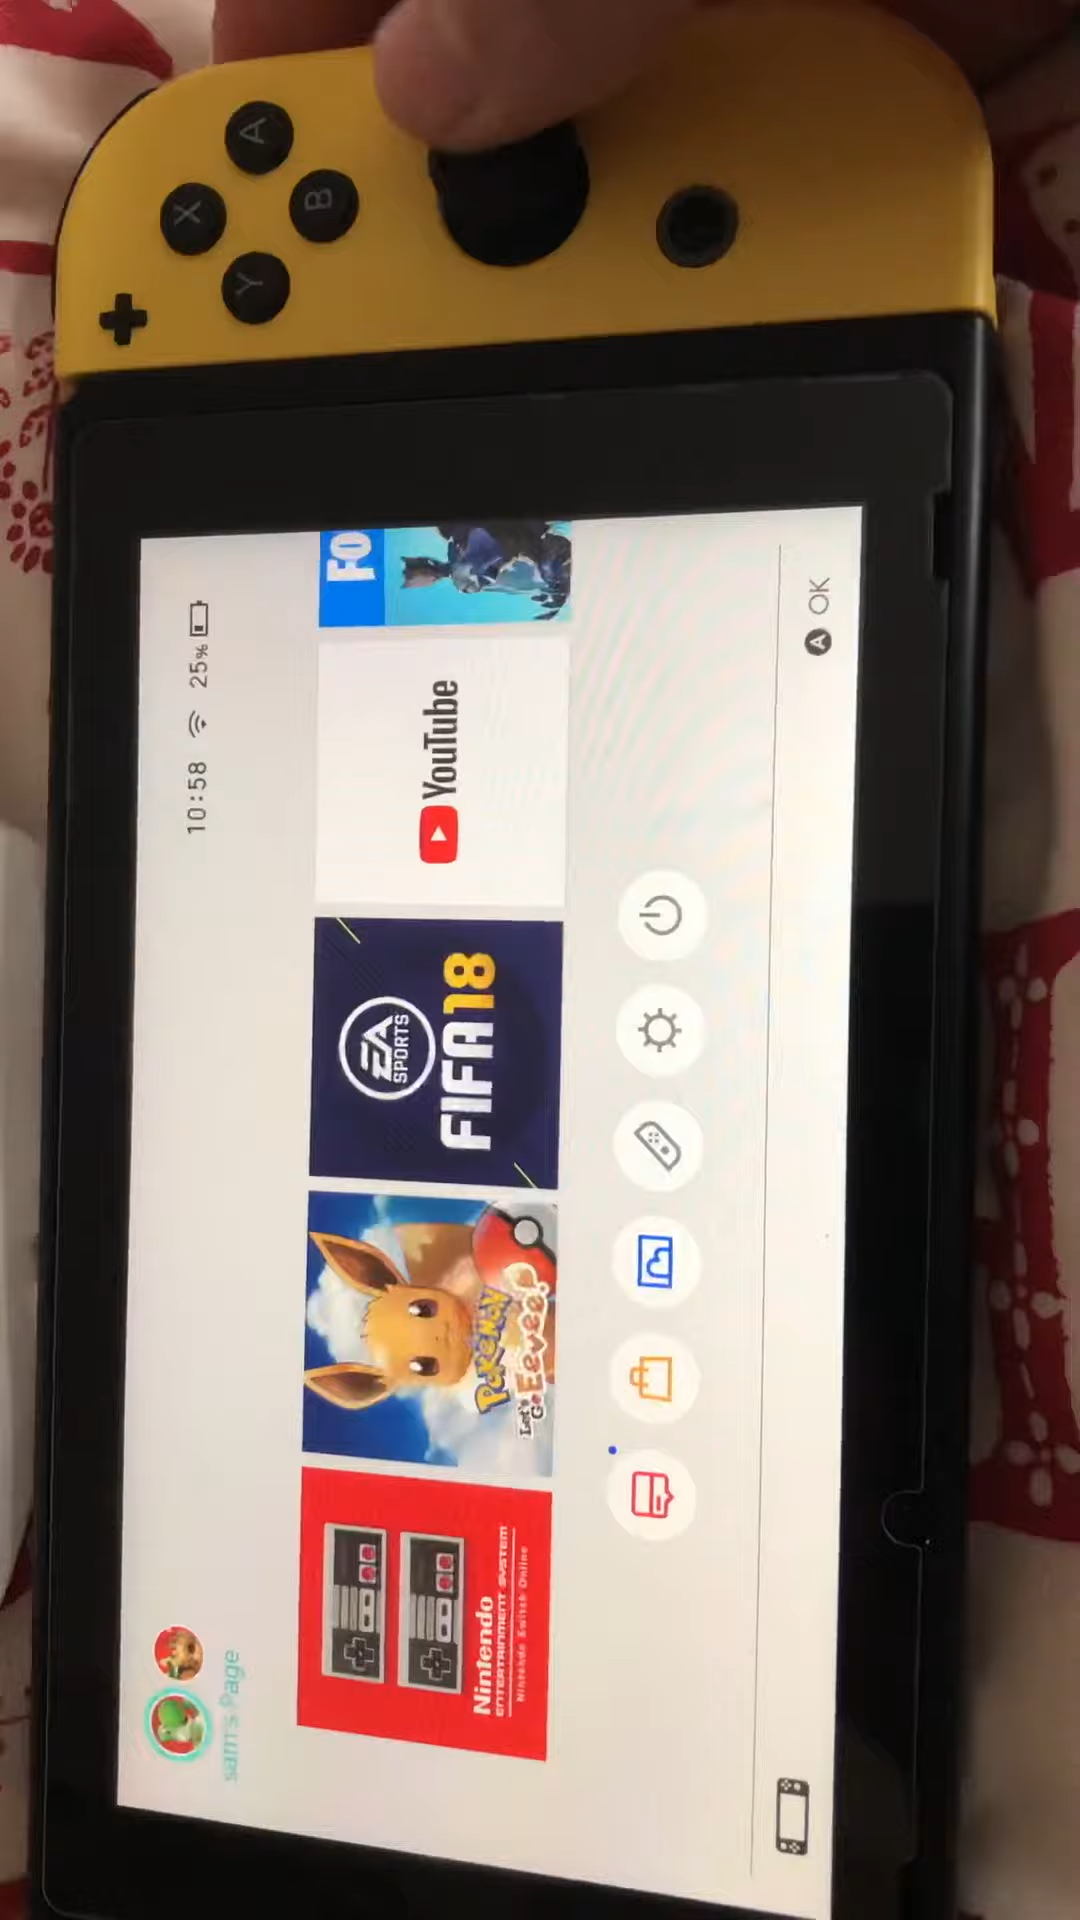 sam's Page
10:58 25%
Nintendo
ENTERTAINMENT SYSTEM
Nintendo Switch Online
Pokémon
Let's Go Eevee!
EA
SPORTS
FIFA 18
YouTube
FO
A OK
X
A
Y
B